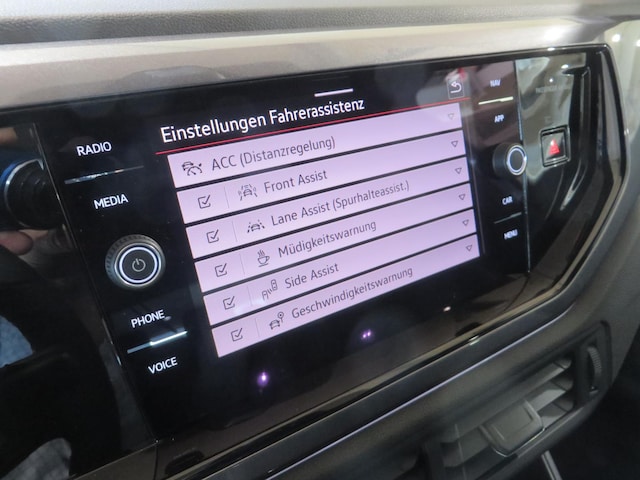 RADIO
MEDIA
PHONE
VOICE
Einstellungen Fahrerassistenz
ACC (Distanzregelung)
Front Assist
Lane Assist (Spurhalteassist.)
Müdigkeitswarnung
Side Assist
Geschwindigkeitswarnung
NAV
APP
CAR
MENU